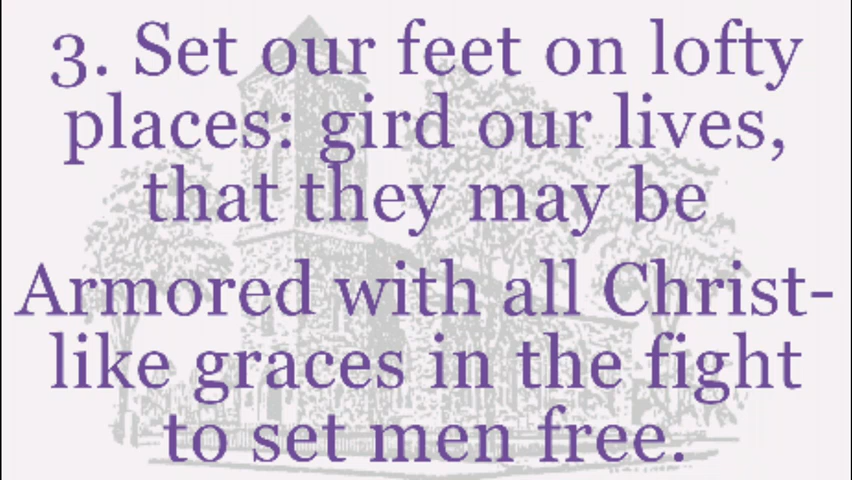 3. Set our feet on lofty
places: gird our lives,
that they may be
Armored with all Christ-
like graces in the fight
to set men free.